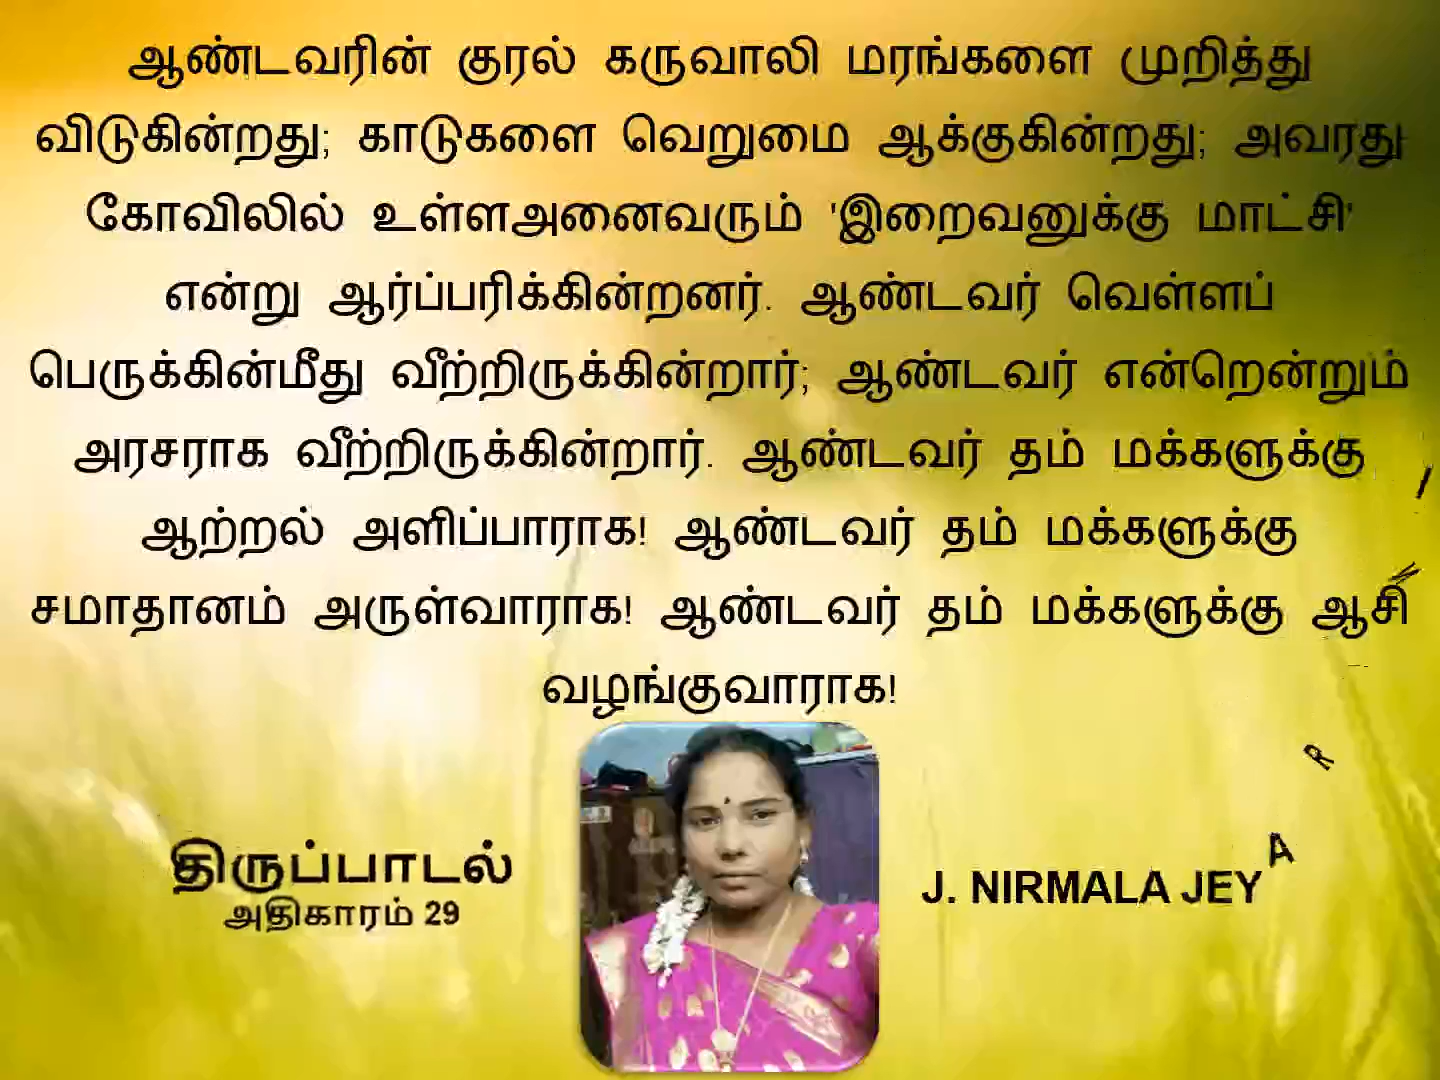 ஆண்டவரின் குரல் கருவாலி மரங்களை முறித்து
விடுகின்றது; காடுகளை வெறுமை ஆக்குகின்றது; அவரது
கோவிலில் உள்ளஅனைவரும் 'இறைவனுக்கு மாட்சி'
என்று ஆர்ப்பரிக்கின்றனர். ஆண்டவர் வெள்ளப்
பெருக்கின்மீது வீற்றிருக்கின்றார்; ஆண்டவர் என்றென்றும்
அரசராக வீற்றிருக்கின்றார். ஆண்டவர் தம் மக்களுக்கு
ஆற்றல் அளிப்பாராக! ஆண்டவர் தம் மக்களுக்கு
சமாதானம் அருள்வாராக! ஆண்டவர் தம் மக்களுக்கு ஆசி
வழங்குவாராக!
திருப்பாடல்
அதிகாரம் 29
J. NIRMALA JEYA R